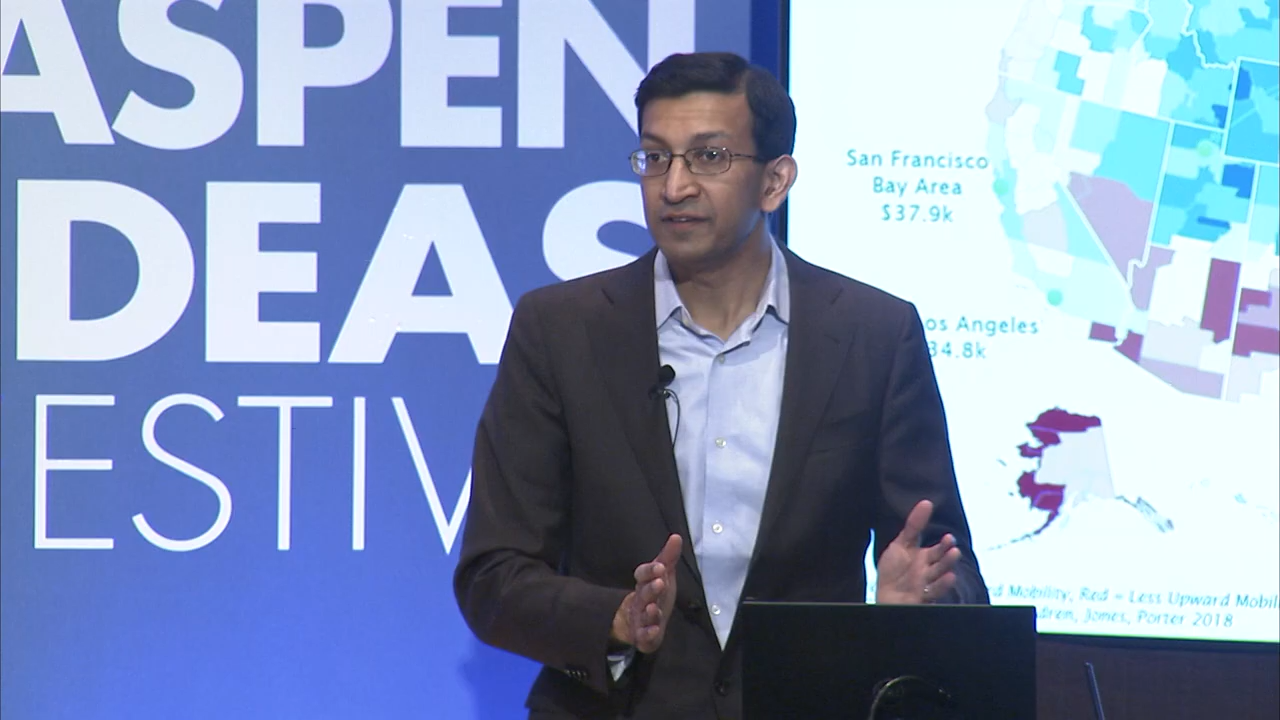 ASPEN
DEAS
ESTIV
San Francisco
Bay Area
$37.9k
os Angeles
34.8k
d Mobility, Red = Less Upward Mobil
dren, Jones, Porter 2018